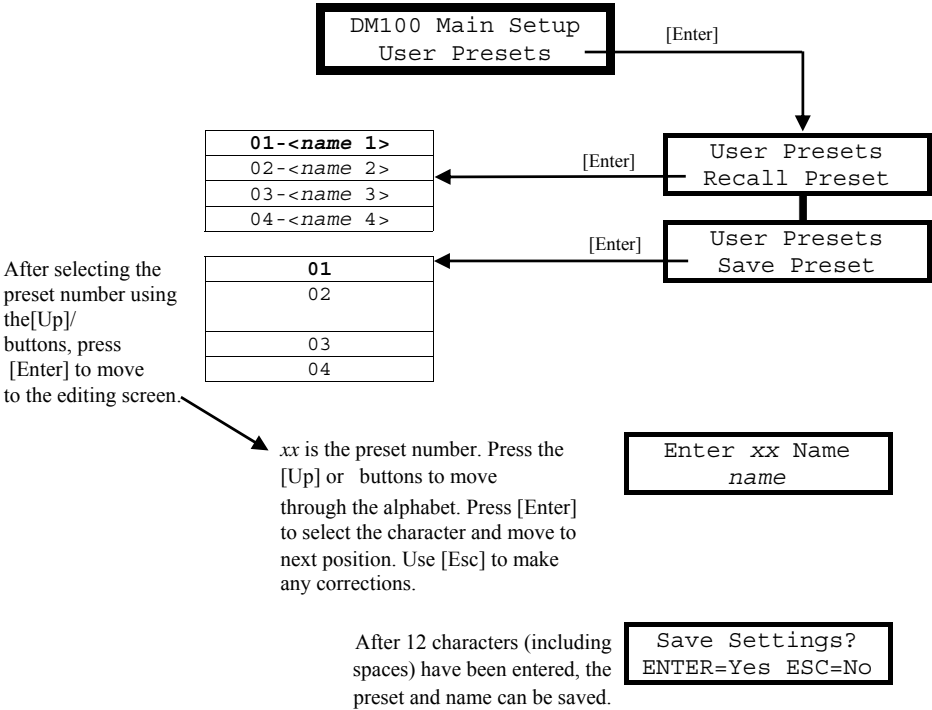 DM100 Main Setup
User Presets
[Enter]
01-<name 1>
02-<name 2>
03-<name 3>
04-<name 4>
[Enter]
User Presets
Recall Preset
[Enter]
User Presets
Save Preset
01
02
03
04
After selecting the
preset number using
the[Up]/
buttons, press
[Enter] to move
to the editing screen.
xx is the preset number. Press the
[Up] or buttons to move
through the alphabet. Press [Enter]
to select the character and move to
next position. Use [Esc] to make
any corrections.
Enter xx Name
name
After 12 characters (including
spaces) have been entered, the
preset and name can be saved.
Save Settings?
ENTER=Yes ESC=No